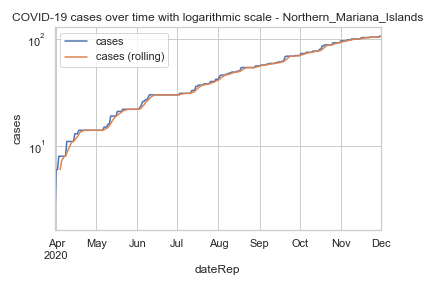 COVID-19 cases over time with logarithmic scale - Northern_Mariana_Islands
cases
cases (rolling)
10²
10¹
cases
Apr May Jun Jul Aug Sep Oct Nov Dec
2020
dateRep